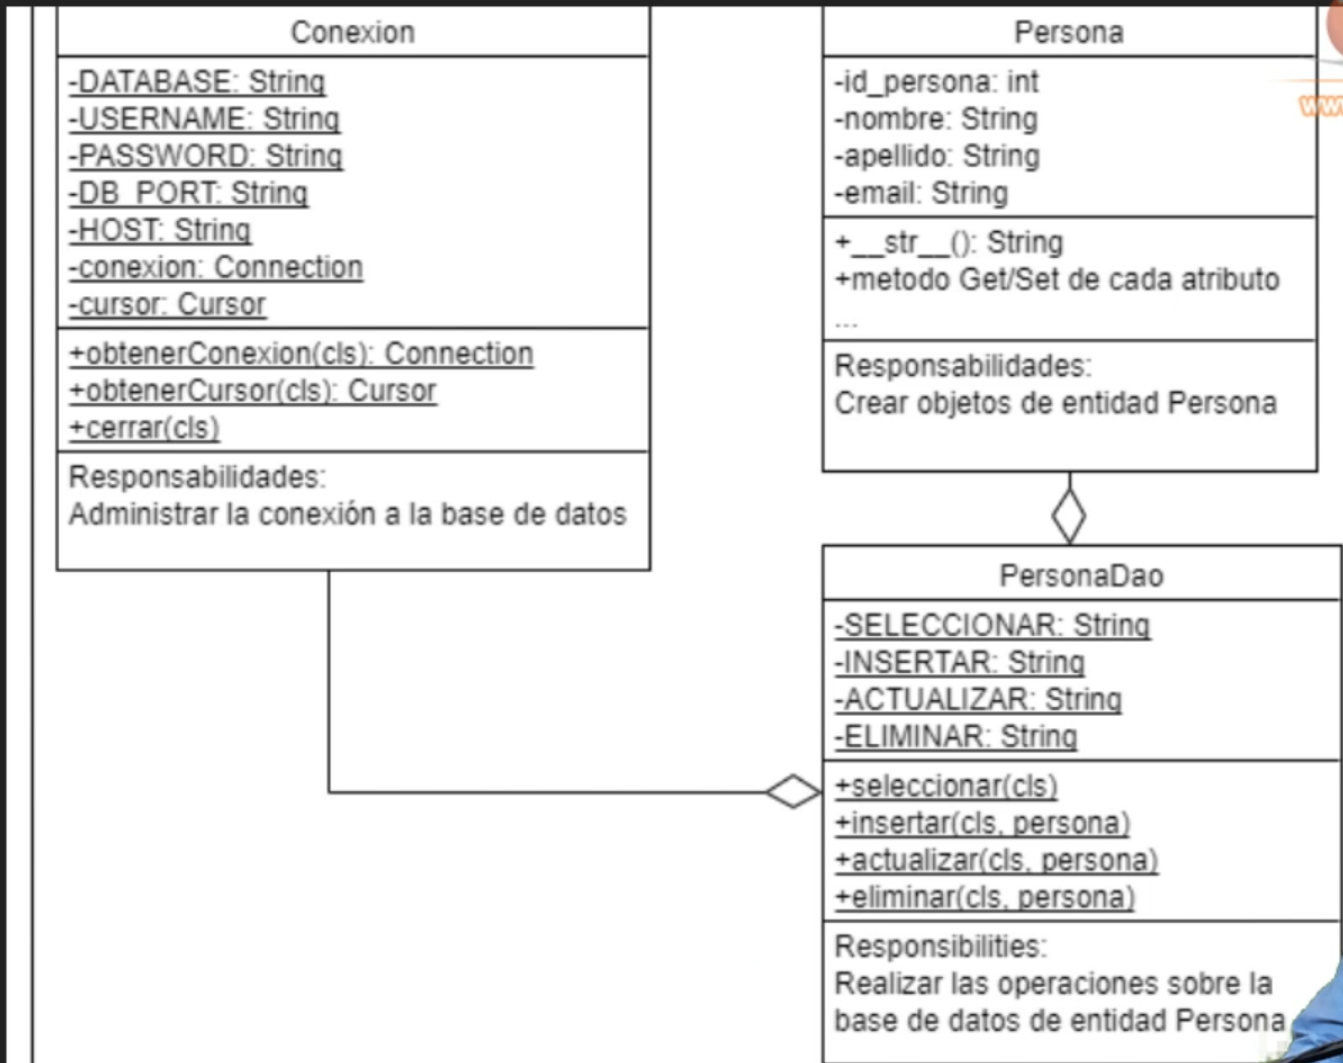 Conexion
-DATABASE: String
-USERNAME: String
-PASSWORD: String
-DB_PORT: String
-HOST: String
-conexion: Connection
-cursor: Cursor
+obtenerConexion(cls): Connection
+obtenerCursor(cls): Cursor
+cerrar(cls)
Responsabilidades:
Administrar la conexión a la base de datos
Persona
-id_persona: int
-nombre: String
-apellido: String
-email: String
+__str__(): String
+metodo Get/Set de cada atributo
...
Responsabilidades:
Crear objetos de entidad Persona
PersonaDao
-SELECCIONAR: String
-INSERTAR: String
-ACTUALIZAR: String
-ELIMINAR: String
+seleccionar(cls)
+insertar(cls, persona)
+actualizar(cls, persona)
+eliminar(cls, persona)
Responsibilities:
Realizar las operaciones sobre la
base de datos de entidad Persona